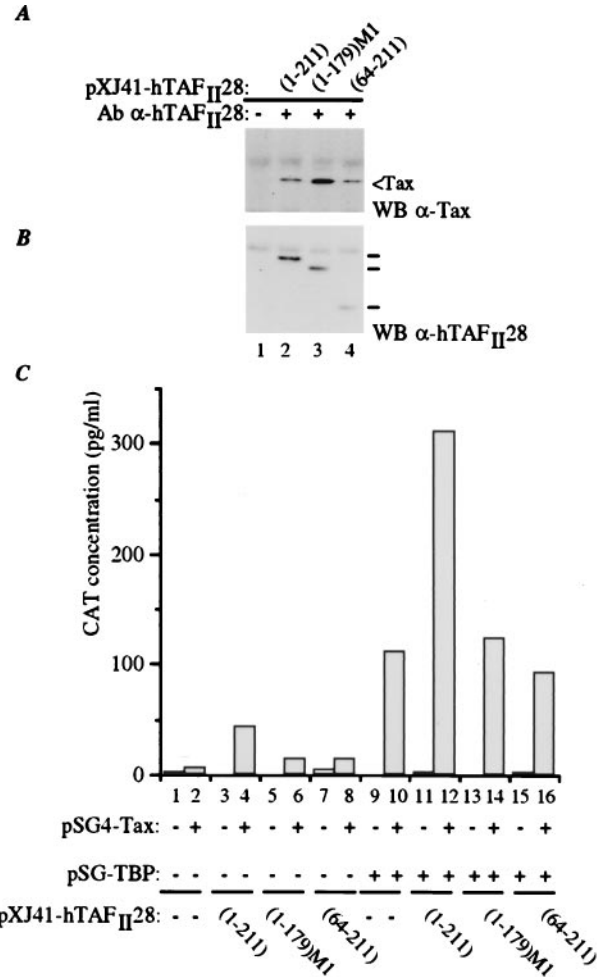 A
(1-211)
(1-179)M1
(64-211)
pXJ41-hTAFII28:
Ab α-hTAFII28: - + + +
<Tax
WB α-Tax
B
WB α-hTAFII28
1 2 3 4
C
CAT concentration (pg/ml)
300
200
100
0
1 2 3 4 5 6 7 8 9 10 11 12 13 14 15 16
pSG4-Tax: - + - + - + - + - + - + - + - +
pSG-TBP: - - - - - - - - + + + + + + + +
pXJ41-hTAFII28: - - (1-211) (1-179)M1 (64-211) - - (1-211) (1-179)M1 (64-211)